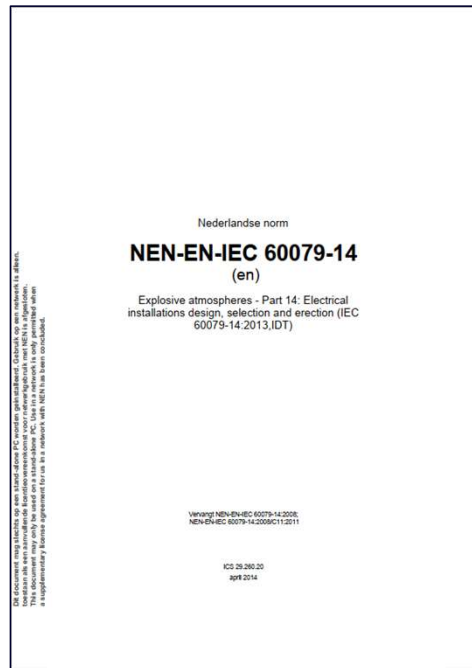 Nederlandse norm
NEN-EN-IEC 60079-14
(en)
Explosive atmospheres - Part 14: Electrical
installations design, selection and erection (IEC
60079-14:2013,IDT)
Vervangt NEN-EN-IEC 60079-14:2008;
NEN-EN-IEC 60079-14:2008/C11:2011
ICS 29.260.20
april 2014
Dit document mag slechts op een stand-alone PC worden geinstalleerd. Gebruik op een netwerk is alleen.
toestaan als een aanvullende licentieovereenkomst voor netwerkgebruik met NEN is afgesloten.
This document may only be used on a stand-alone PC. Use in a network is only permitted when
a supplementary license agreement for us in a network with NEN has been concluded.